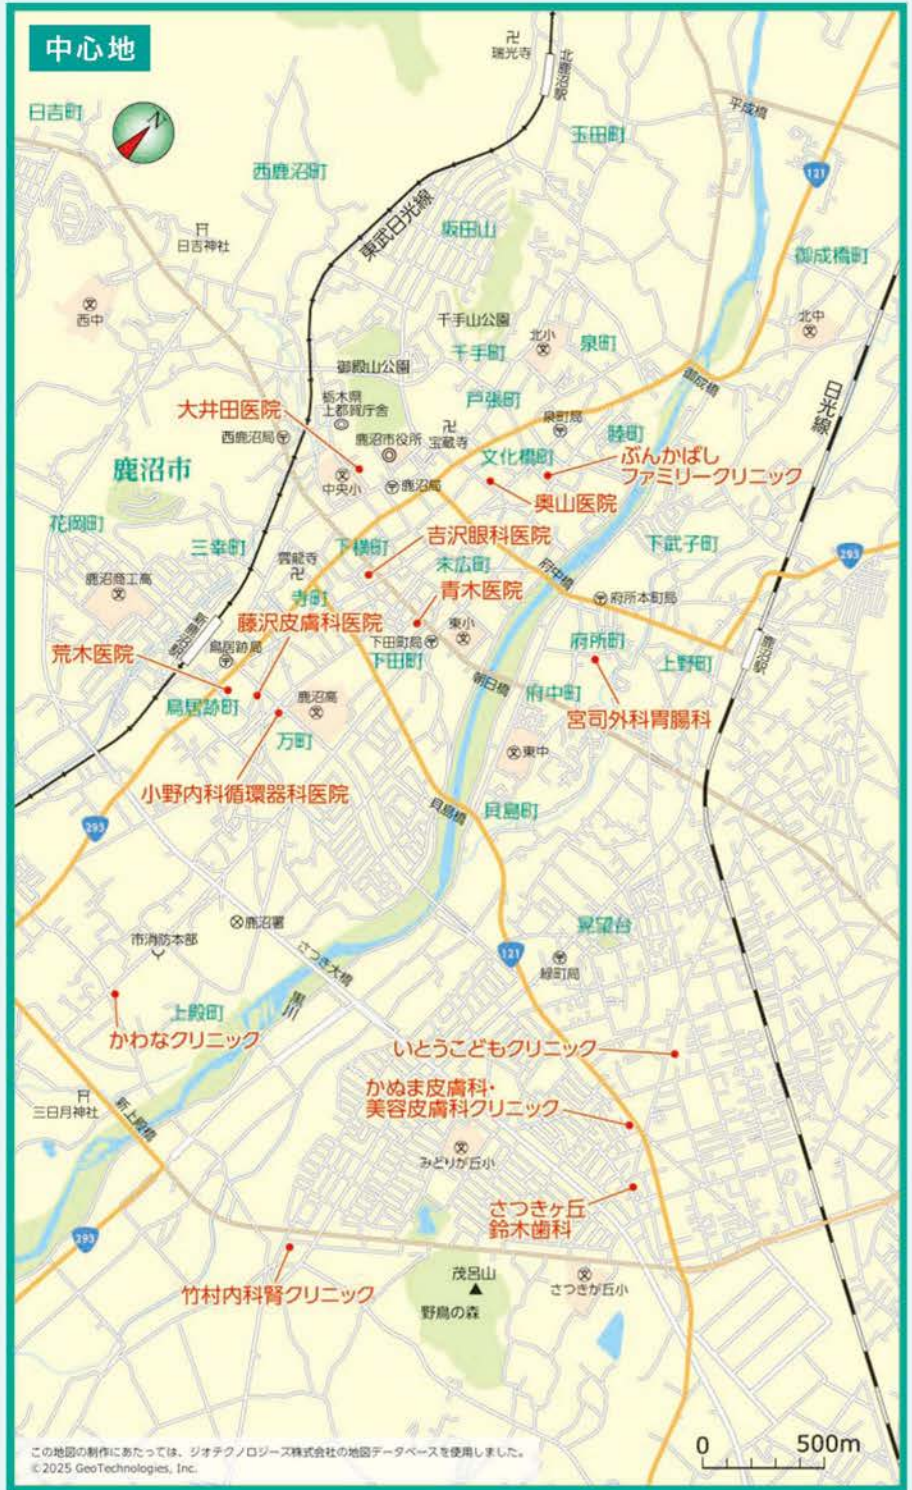 中心地
卍
瑞光寺
北鹿沼駅
平成橋
日吉町
N
玉田町
121
西鹿沼町
東武日光線
坂田山
日吉神社
御成橋町
文
西中
千手山公園
北小
文
泉町
北中
文
千手町
御殿山公園
御成橋
日光線
戸張町
栃木県
上都賀庁舎
大井田医院
泉町局
西鹿沼局
鹿沼市役所
卍
宝蔵寺
睦町
文化橋町
ぶんかばし
ファミリークリニック
鹿沼市
文
中央小
鹿沼局
奥山医院
花岡町
三幸町
下横町
吉沢眼科医院
下武子町
293
末広町
府中橋
雲龍寺
卍
鹿沼商工高
文
青木医院
寺町
府所本町局
藤沢皮膚科医院
新鹿沼駅
東小
文
府所町
鹿沼駅
荒木医院
鳥居跡局
下田町局
下田町
上野町
朝日橋
府中町
鹿沼高
文
鳥居跡町
宮司外科胃腸科
万町
文
東中
小野内科循環器科医院
貝島橋
貝島町
293
鹿沼署
晃望台
市消防本部
さつき大橋
121
緑町局
黒川
上殿町
かわなクリニック
いとうこどもクリニック
かぬま皮膚科・
美容皮膚科クリニック
三日月神社
新上殿橋
文
みどりが丘小
さつきヶ丘
鈴木歯科
293
茂呂山
文
さつきが丘小
竹村内科腎クリニック
野鳥の森
0 500m
この地図の制作にあたっては、ジオテクノロジーズ株式会社の地図データベースを使用しました。
©2025 GeoTechnologies, Inc.